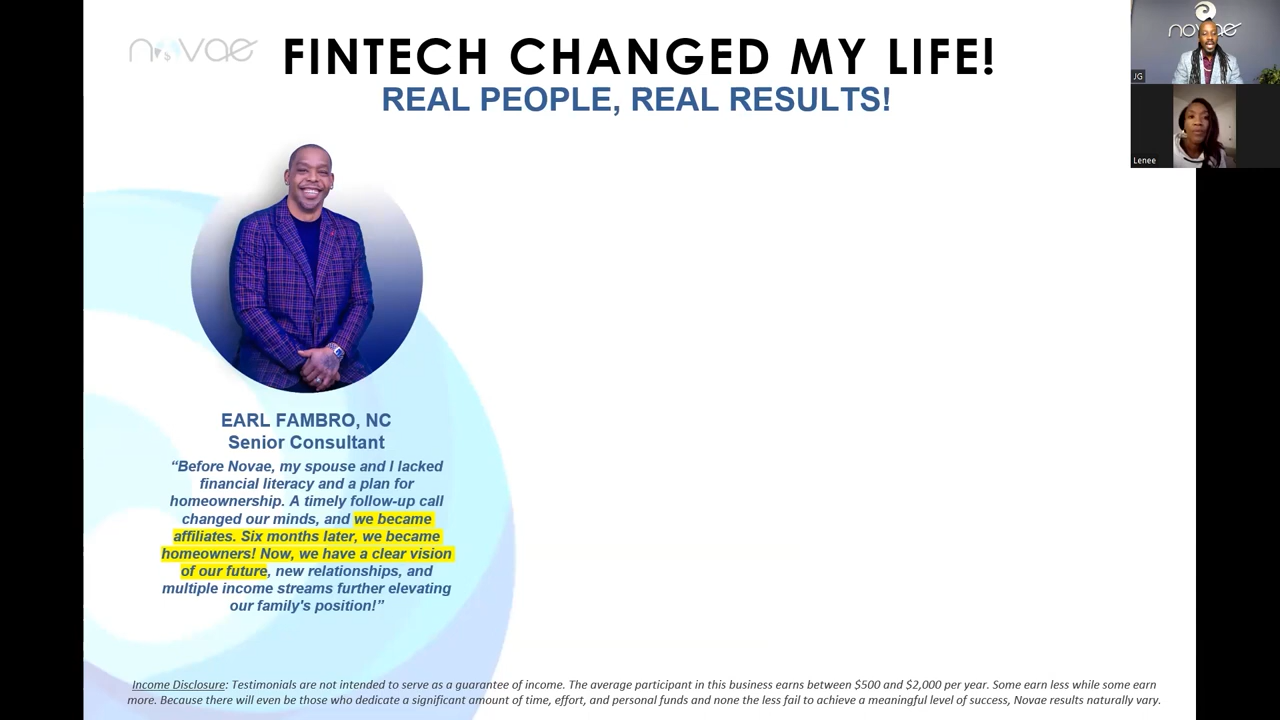 novae
FINTECH CHANGED MY LIFE!
REAL PEOPLE, REAL RESULTS!
novae
JG
Lenee
EARL FAMBRO, NC
Senior Consultant
“Before Novae, my spouse and I lacked
financial literacy and a plan for
homeownership. A timely follow-up call
changed our minds, and we became
affiliates. Six months later, we became
homeowners! Now, we have a clear vision
of our future, new relationships, and
multiple income streams further elevating
our family's position!”
Income Disclosure: Testimonials are not intended to serve as a guarantee of income. The average participant in this business earns between $500 and $2,000 per year. Some earn less while some earn
more. Because there will even be those who dedicate a significant amount of time, effort, and personal funds and none the less fail to achieve a meaningful level of success, Novae results naturally vary.